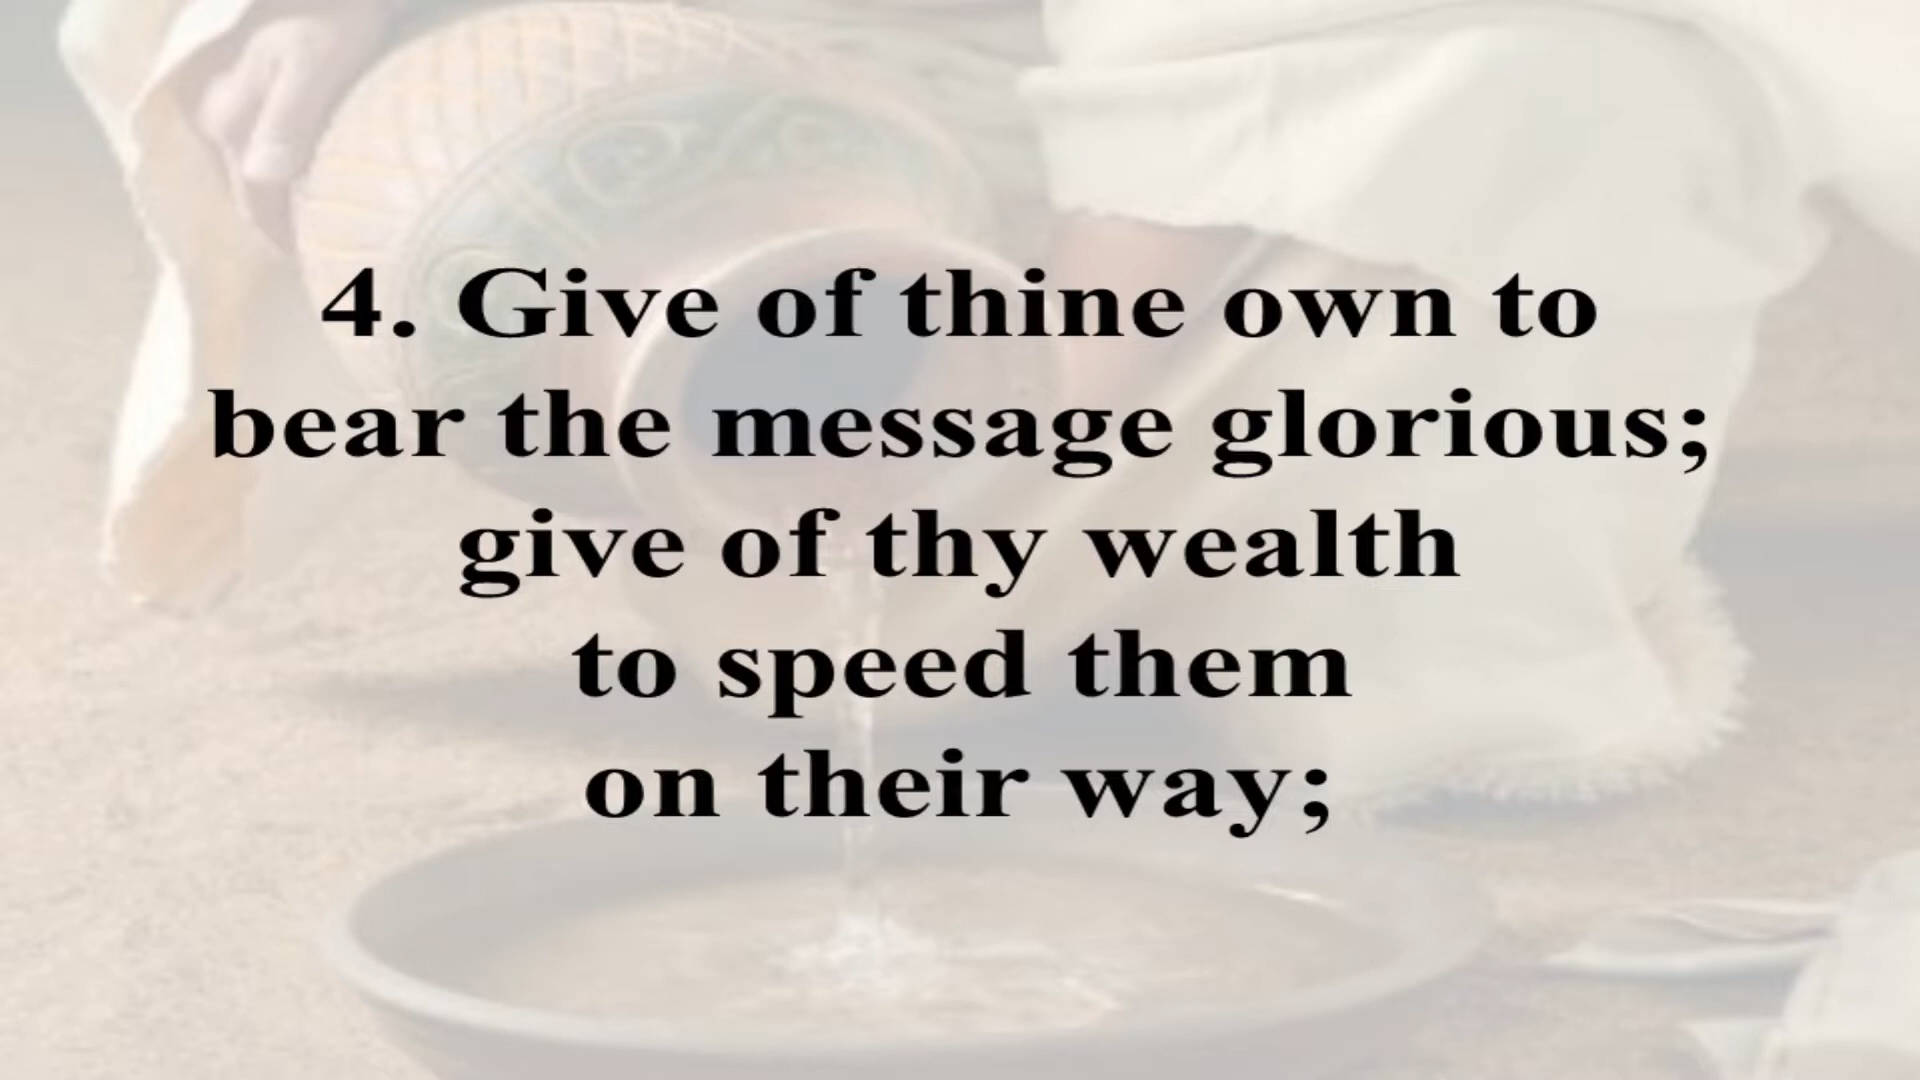 4. Give of thine own to
bear the message glorious;
give of thy wealth
to speed them
on their way;